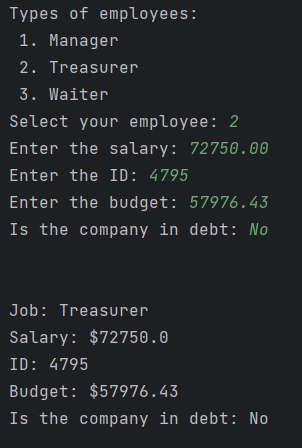 Types of employees:
1. Manager
2. Treasurer
3. Waiter
Select your employee: 2
Enter the salary: 72750.00
Enter the ID: 4795
Enter the budget: 57976.43
Is the company in debt: No
Job: Treasurer
Salary: $72750.0
ID: 4795
Budget: $57976.43
Is the company in debt: No